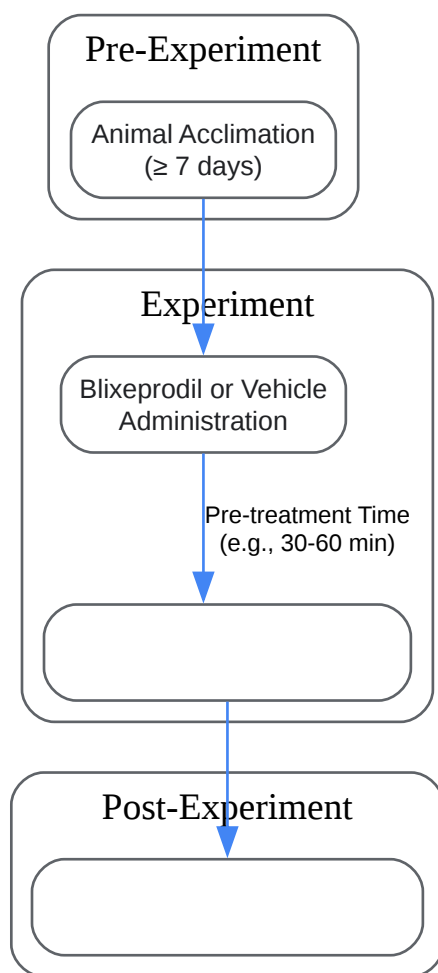 Pre-Experiment
Animal Acclimation
(≥ 7 days)
Experiment
Blixeprodil or Vehicle
Administration
Pre-treatment Time
(e.g., 30-60 min)
Post-Experiment